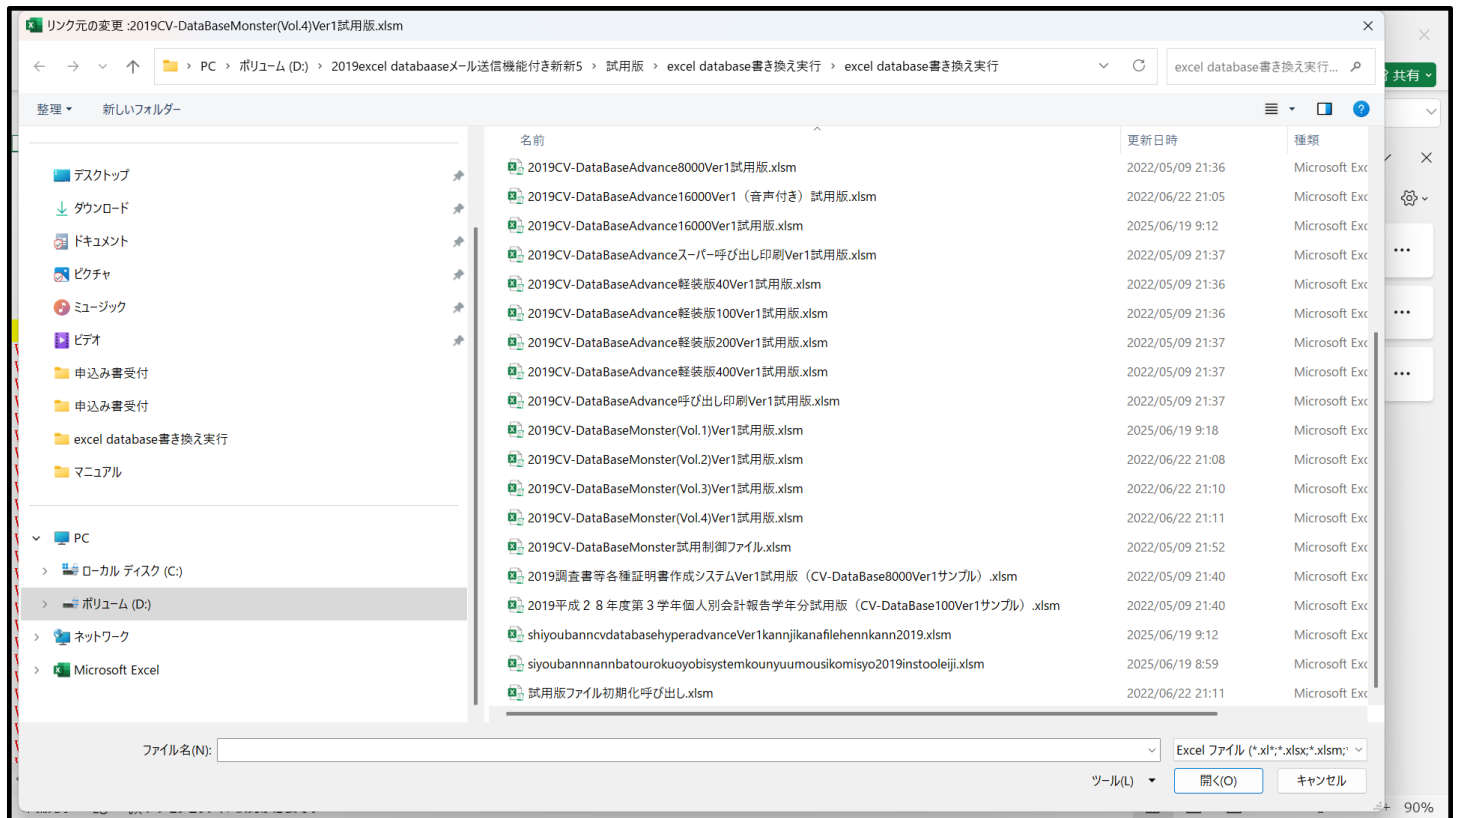 リンク元の変更 :2019CV-DataBaseMonster(Vol.4)Ver1試用版.xlsm
PC › ボリューム (D:) › 2019excel databaaseメール送信機能付き新新5 › 試用版 › excel database書き換え実行 › excel database書き換え実行
excel database書き換え実行...
共有
整理
新しいフォルダー
名前 更新日時 種類
デスクトップ
ダウンロード
ドキュメント
ピクチャ
ミュージック
ビデオ
申込み書受付
申込み書受付
excel database書き換え実行
マニュアル
PC
ローカル ディスク (C:)
ボリューム (D:)
ネットワーク
Microsoft Excel
2019CV-DataBaseAdvance8000Ver1試用版.xlsm 2022/05/09 21:36 Microsoft Exc
2019CV-DataBaseAdvance16000Ver1（音声付き）試用版.xlsm 2022/06/22 21:05 Microsoft Exc
2019CV-DataBaseAdvance16000Ver1試用版.xlsm 2025/06/19 9:12 Microsoft Exc
2019CV-DataBaseAdvanceスーパー呼び出し印刷Ver1試用版.xlsm 2022/05/09 21:37 Microsoft Exc
2019CV-DataBaseAdvance軽装版40Ver1試用版.xlsm 2022/05/09 21:36 Microsoft Exc
2019CV-DataBaseAdvance軽装版100Ver1試用版.xlsm 2022/05/09 21:36 Microsoft Exc
2019CV-DataBaseAdvance軽装版200Ver1試用版.xlsm 2022/05/09 21:37 Microsoft Exc
2019CV-DataBaseAdvance軽装版400Ver1試用版.xlsm 2022/05/09 21:37 Microsoft Exc
2019CV-DataBaseAdvance呼び出し印刷Ver1試用版.xlsm 2022/05/09 21:37 Microsoft Exc
2019CV-DataBaseMonster(Vol.1)Ver1試用版.xlsm 2025/06/19 9:18 Microsoft Exc
2019CV-DataBaseMonster(Vol.2)Ver1試用版.xlsm 2022/06/22 21:08 Microsoft Exc
2019CV-DataBaseMonster(Vol.3)Ver1試用版.xlsm 2022/06/22 21:10 Microsoft Exc
2019CV-DataBaseMonster(Vol.4)Ver1試用版.xlsm 2022/06/22 21:11 Microsoft Exc
2019CV-DataBaseMonster試用制御ファイル.xlsm 2022/05/09 21:52 Microsoft Exc
2019調査書等各種証明書作成システムVer1試用版（CV-DataBase8000Ver1サンプル）.xlsm 2022/05/09 21:40 Microsoft Exc
2019平成２８年度第３学年個人別会計報告学年分試用版（CV-DataBase100Ver1サンプル）.xlsm 2022/05/09 21:40 Microsoft Exc
shiyoubanncvdatabasehyperadvanceVer1kannjikanafilehennkann2019.xlsm 2025/06/19 9:12 Microsoft Exc
siyoubannnannbatourokuoyobisystemkounyuumousikomisyo2019instooleiji.xlsm 2025/06/19 8:59 Microsoft Exc
試用版ファイル初期化呼び出し.xlsm 2022/06/22 21:11 Microsoft Exc
ファイル名(N):
Excel ファイル (*.xl*;*.xlsx;*.xlsm;
ツール(L)
開く(O)
キャンセル
90%